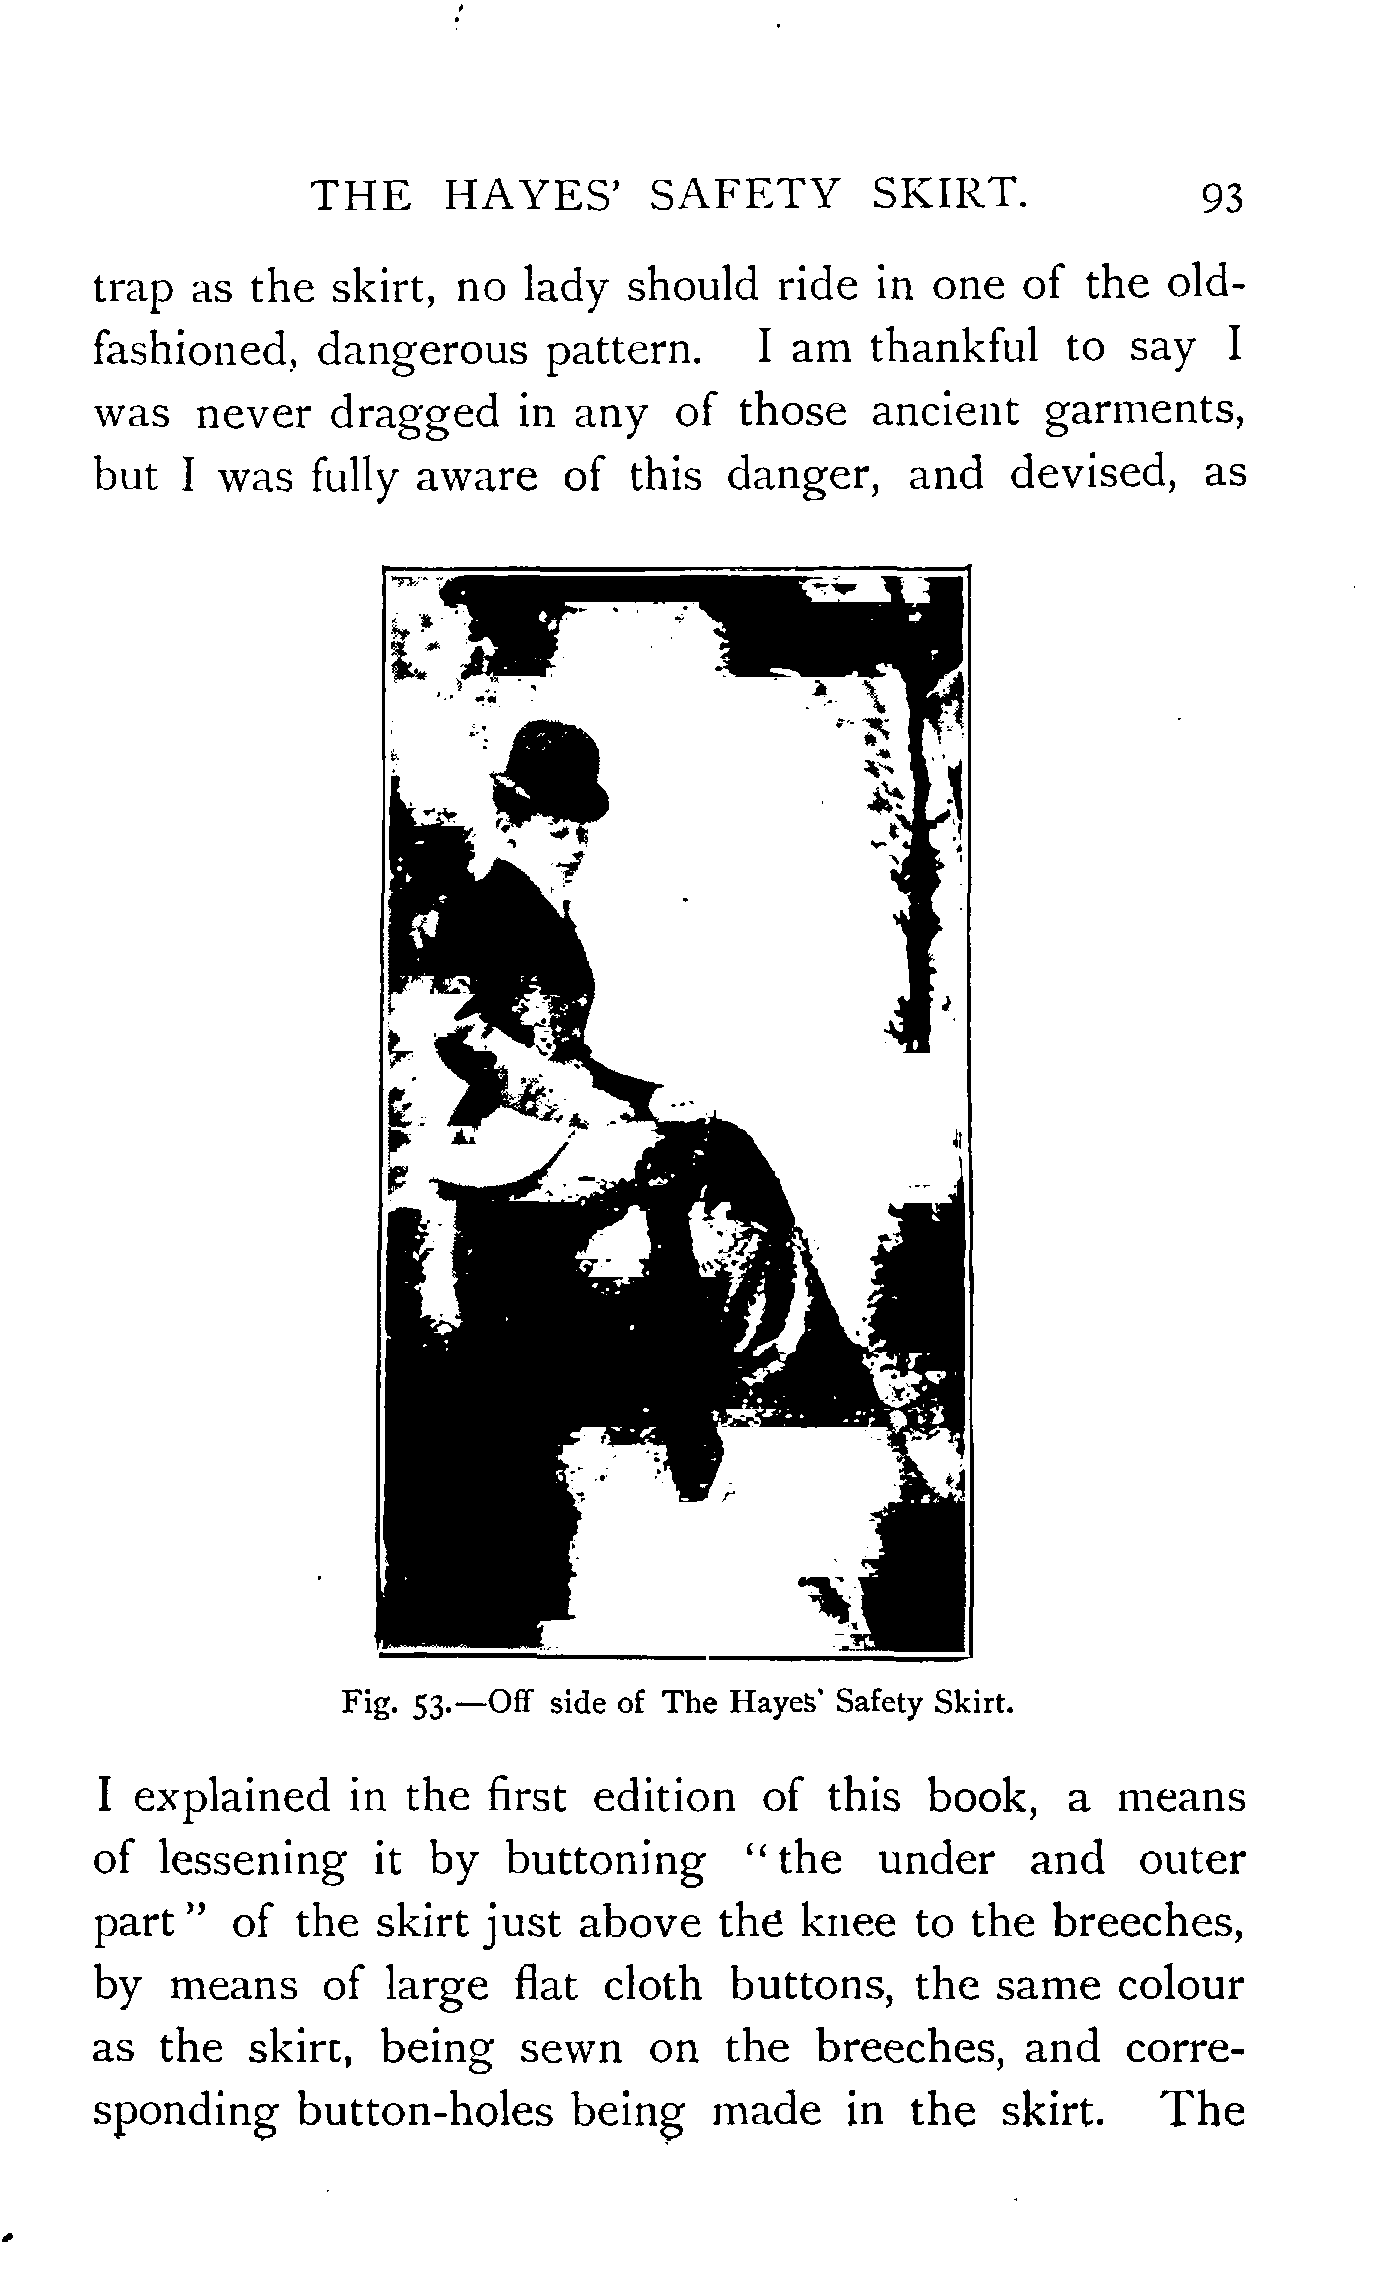 THE HAYES' SAFETY SKIRT. 93
trap as the skirt, no lady should ride in one of the old-
fashioned, dangerous pattern. I am thankful to say I
was never dragged in any of those ancient garments,
but I was fully aware of this danger, and devised, as
Fig. 53.—Off side of The Hayes' Safety Skirt.
I explained in the first edition of this book, a means
of lessening it by buttoning "the under and outer
part" of the skirt just above the knee to the breeches,
by means of large flat cloth buttons, the same colour
as the skirt, being sewn on the breeches, and corre-
sponding button-holes being made in the skirt. The